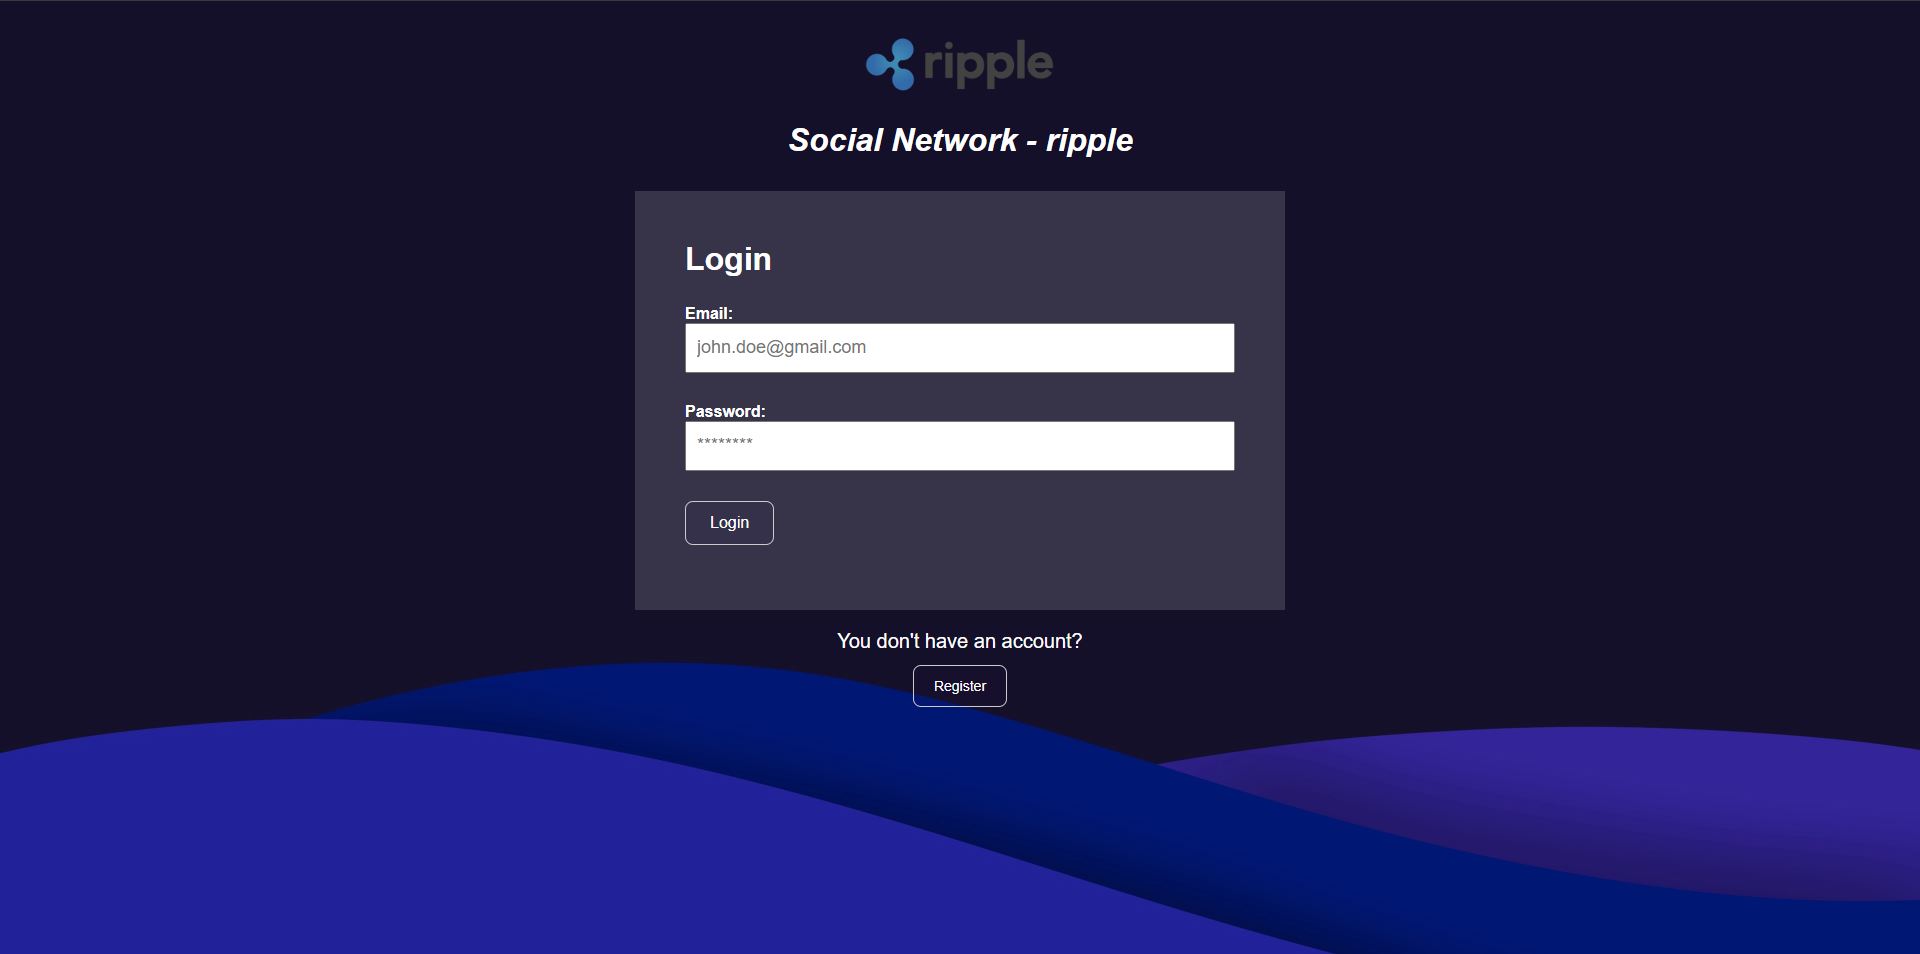 ripple
Social Network - ripple
Login
Email:
john.doe@gmail.com
Password:
********
Login
You don't have an account?
Register